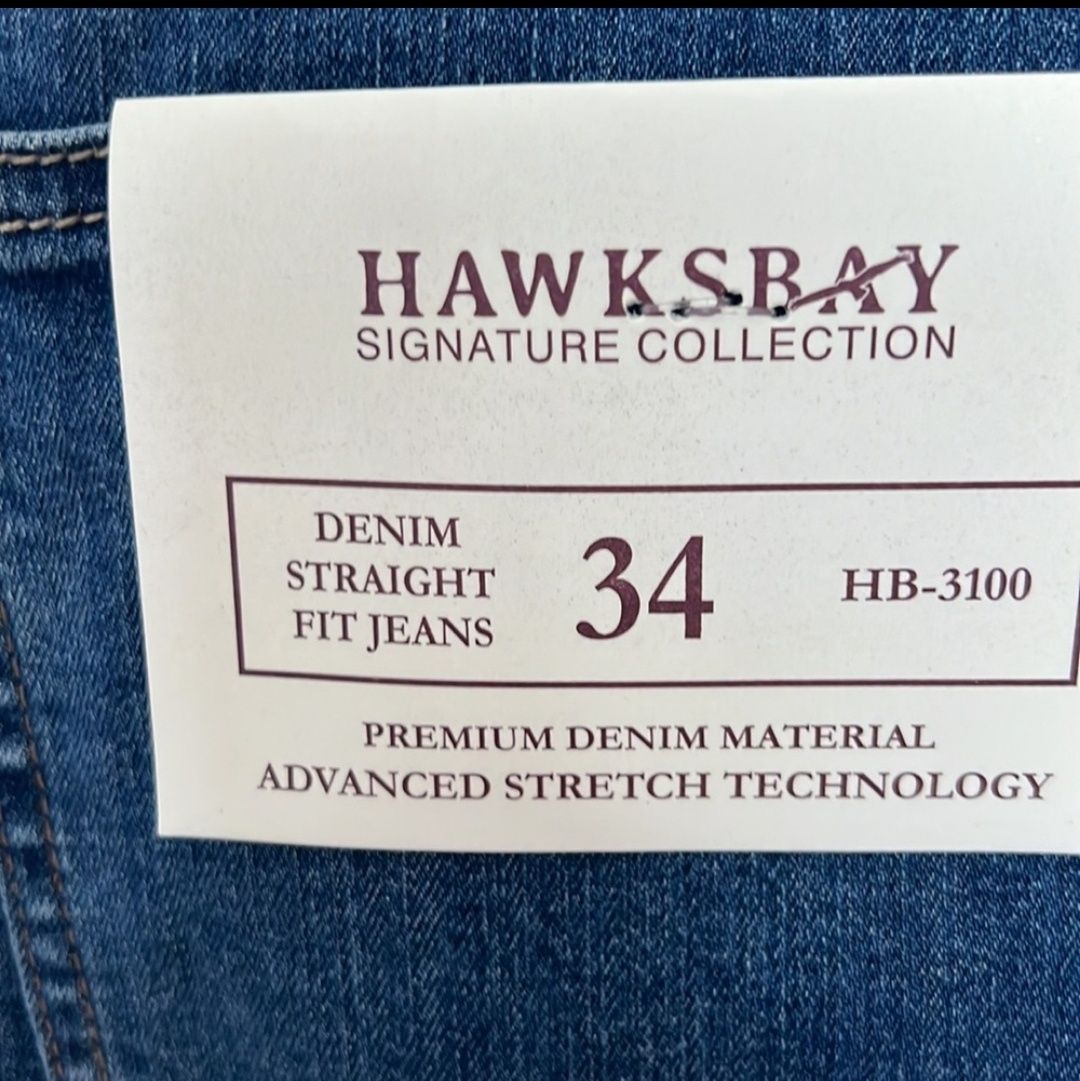 HAWKSBAY
SIGNATURE COLLECTION
DENIM
STRAIGHT
FIT JEANS
34
HB-3100
PREMIUM DENIM MATERIAL
ADVANCED STRETCH TECHNOLOGY